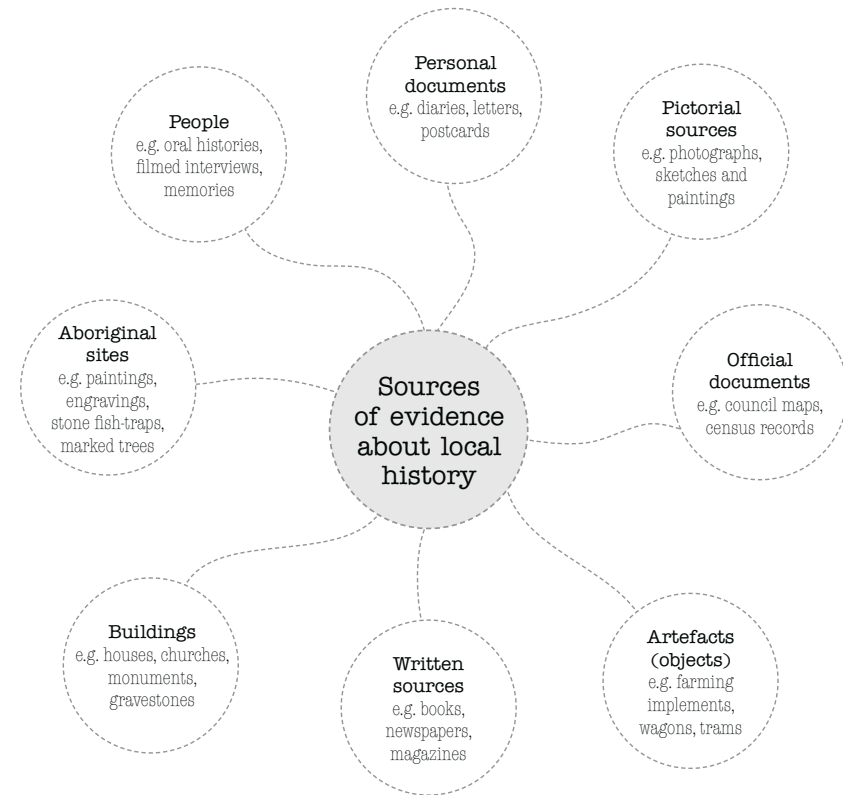 Personal
documents
e.g. diaries, letters,
postcards
People
e.g. oral histories,
filmed interviews,
memories
Pictorial
sources
e.g. photographs,
sketches and
paintings
Aboriginal
sites
e.g. paintings,
engravings,
stone fish-traps,
marked trees
Sources
of evidence
about local
history
Official
documents
e.g. council maps,
census records
Buildings
e.g. houses, churches,
monuments,
gravestones
Written
sources
e.g. books,
newspapers,
magazines
Artefacts
(objects)
e.g. farming
implements,
wagons, trams